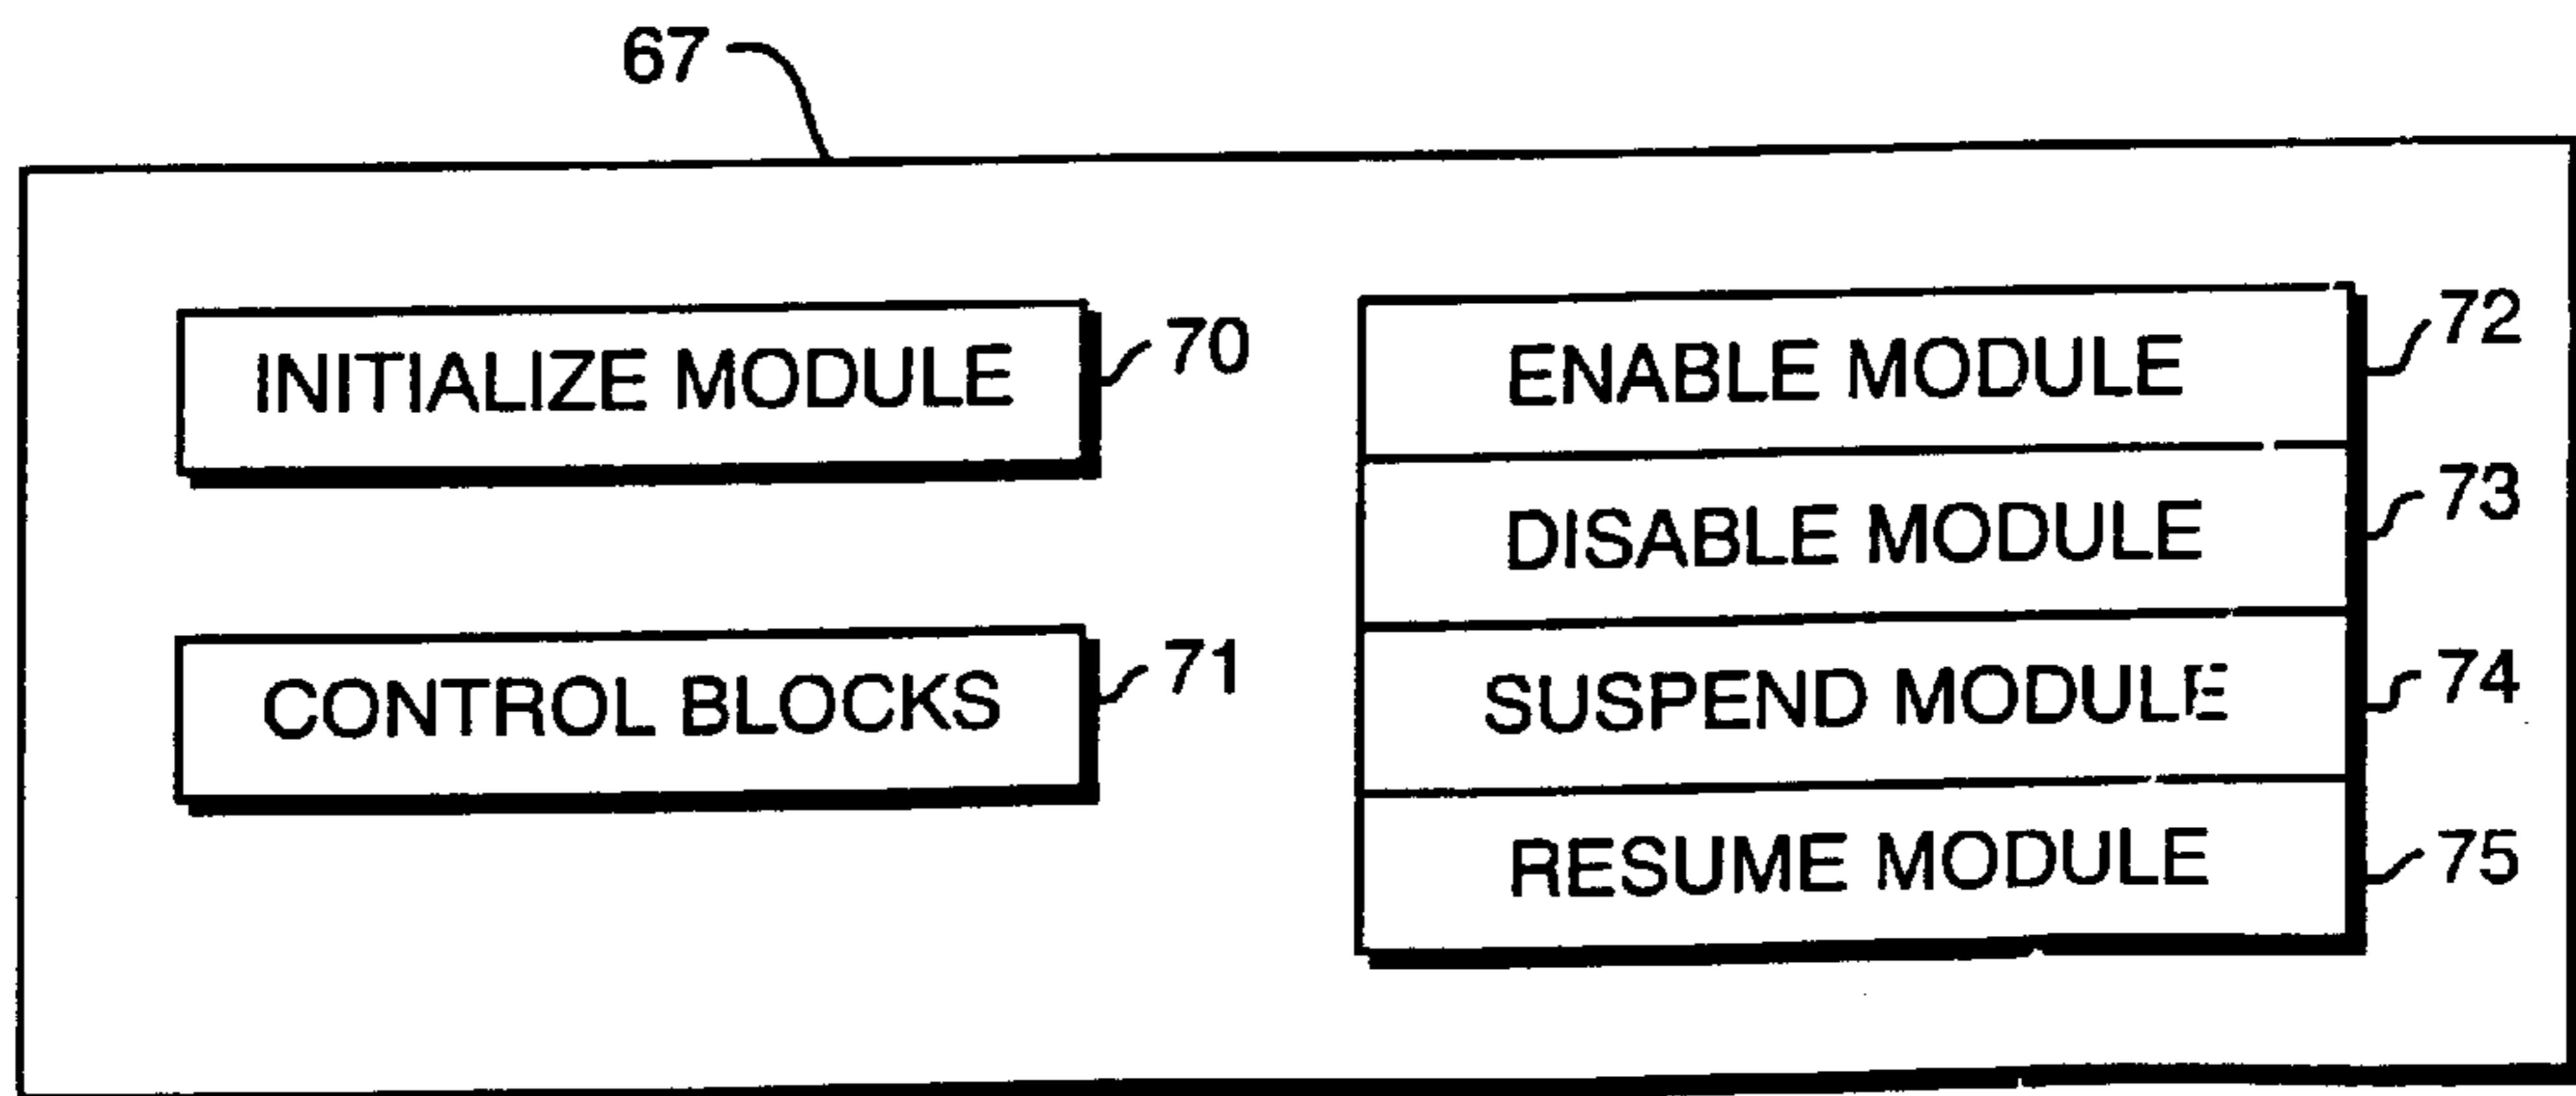 67
INITIALIZE MODULE 70
CONTROL BLOCKS 71
ENABLE MODULE 72
DISABLE MODULE 73
SUSPEND MODULE 74
RESUME MODULE 75